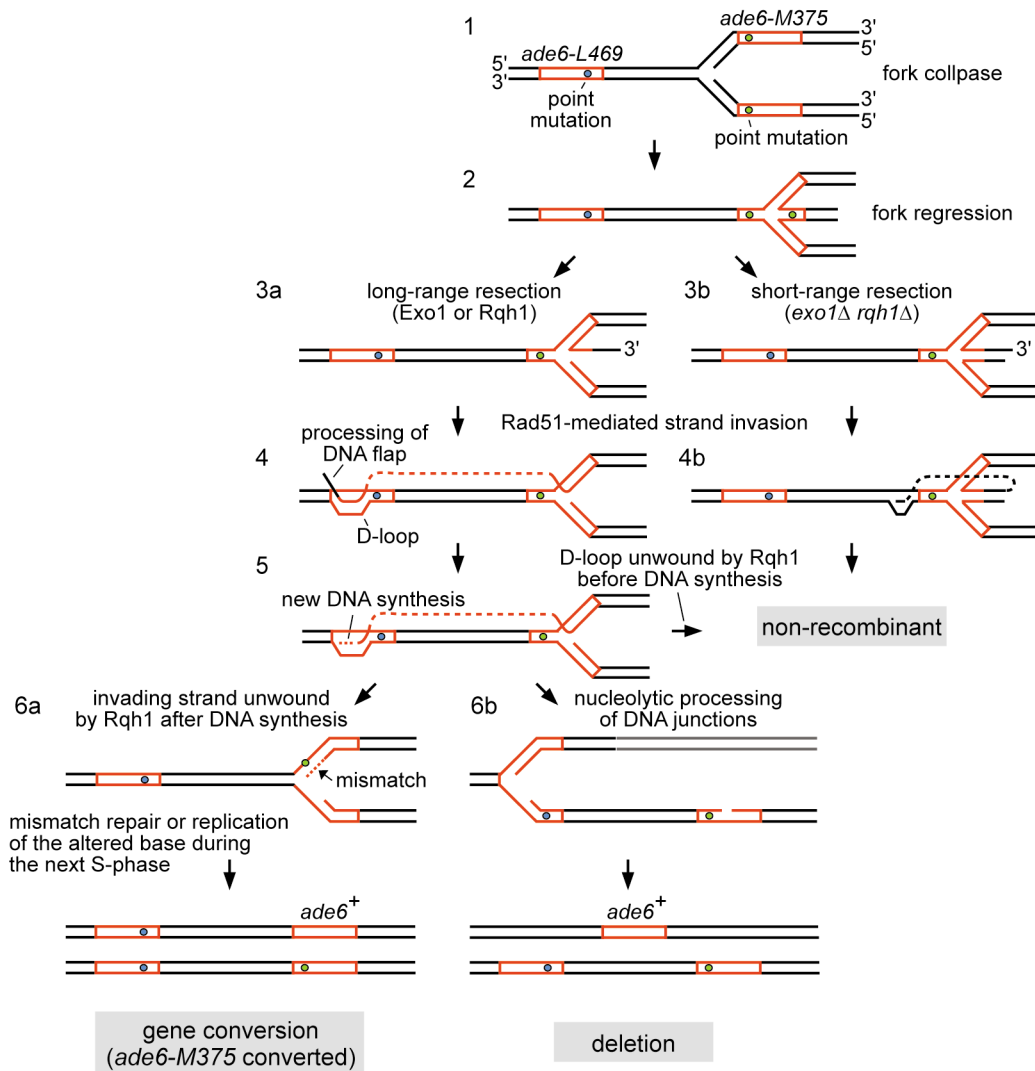 1
ade6-M375
3'
5'
ade6-L469
5'
3'
fork collpase
point
mutation
3'
5'
point mutation
2
fork regression
3a
long-range resection
(Exo1 or Rqh1)
3b
short-range resection
(exo1Δ rqh1Δ)
3'
3'
Rad51-mediated strand invasion
4
processing of
DNA flap
4b
D-loop
5
D-loop unwound by Rqh1
before DNA synthesis
new DNA synthesis
non-recombinant
6a
invading strand unwound
by Rqh1 after DNA synthesis
6b
nucleolytic processing
of DNA junctions
mismatch
mismatch repair or replication
of the altered base during
the next S-phase
ade6+
ade6+
gene conversion
(ade6-M375 converted)
deletion